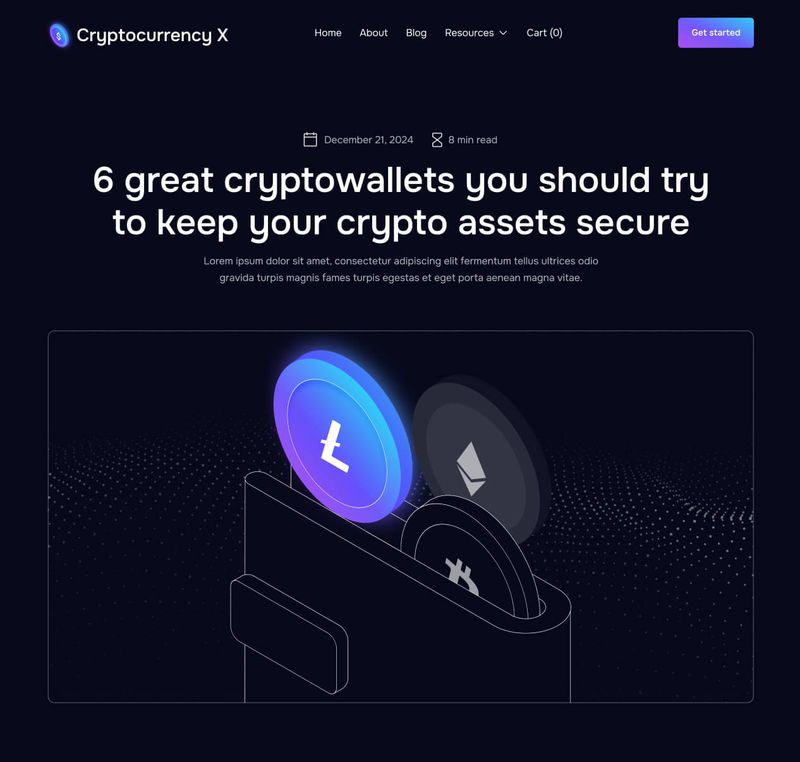 Cryptocurrency X
Home
About
Blog
Resources
Cart (0)
Get started
December 21, 2024
8 min read
6 great cryptowallets you should try
to keep your crypto assets secure
Lorem ipsum dolor sit amet, consectetur adipiscing elit fermentum tellus ultrices odio
gravida turpis magnis fames turpis egestas et eget porta aenean magna vitae.